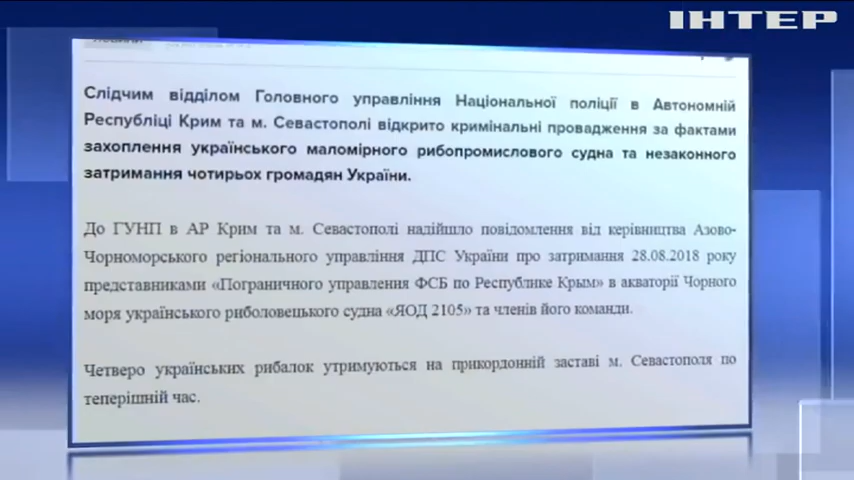 ІНТЕР
Слідчим відділом Головного управління Національної поліції в Автономній
Республіці Крим та м. Севастополі відкрито кримінальні провадження за фактами
захоплення українського маломірного рибопромислового судна та незаконного
затримання чотирьох громадян України.
До ГУНП в АР Крим та м. Севастополі надійшло повідомлення від керівництва Азово-
Чорноморського регіонального управління ДПС України про затримання 28.08.2018 року
представниками «Пограничного управления ФСБ по Республике Крым» в акваторії Чорного
моря українського риболовецького судна «ЯОД 2105» та членів його команди.
Четверо українських рибалок утримуються на прикордонній заставі м. Севастополя по
теперішній час.